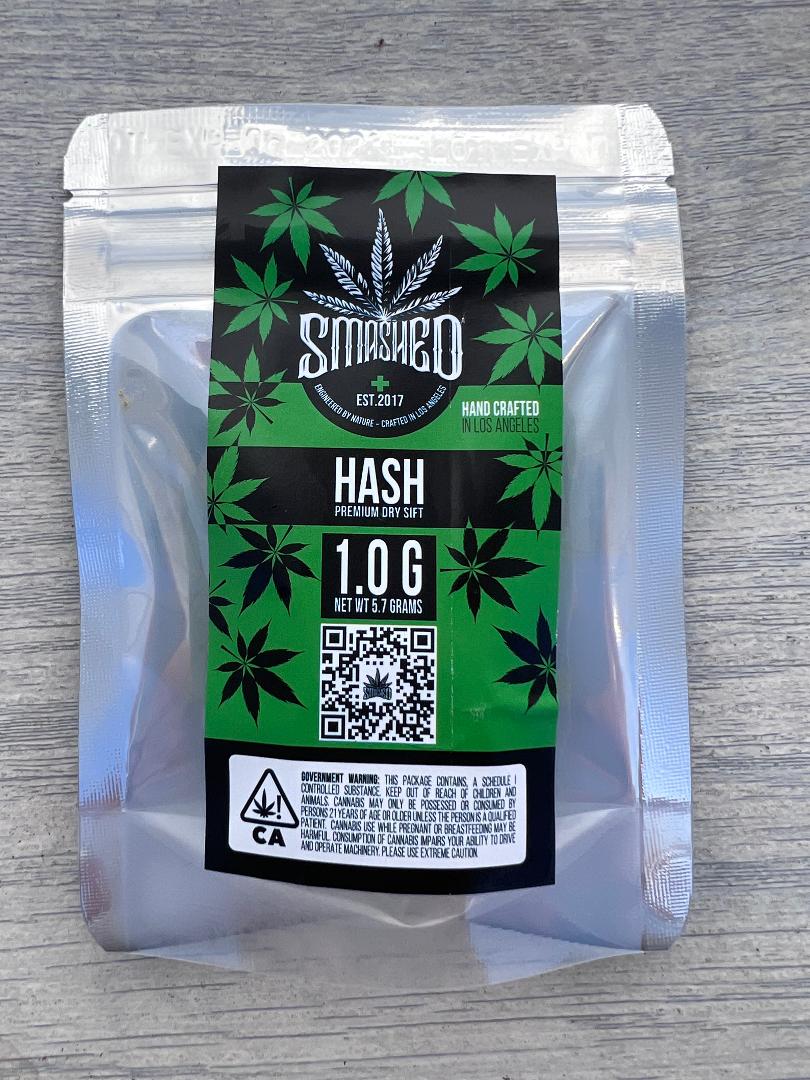 SMASHED
EST.2017
ENGINEERED BY NATURE - CRAFTED IN LOS ANGELES
HAND CRAFTED
IN LOS ANGELES
HASH
PREMIUM DRY SIFT
1.0 G
NET WT 5.7 GRAMS
SMASHED
GOVERNMENT WARNING: THIS PACKAGE CONTAINS, A SCHEDULE I
CONTROLLED SUBSTANCE. KEEP OUT OF REACH OF CHILDREN AND
ANIMALS. CANNABIS MAY ONLY BE POSSESSED OR CONSUMED BY
PERSONS 21 YEARS OF AGE OR OLDER UNLESS THE PERSON IS A QUALIFIED
PATIENT. CANNABIS USE WHILE PREGNANT OR BREASTFEEDING MAY BE
HARMFUL. CONSUMPTION OF CANNABIS IMPAIRS YOUR ABILITY TO DRIVE
AND OPERATE MACHINERY. PLEASE USE EXTREME CAUTION.
!
CA